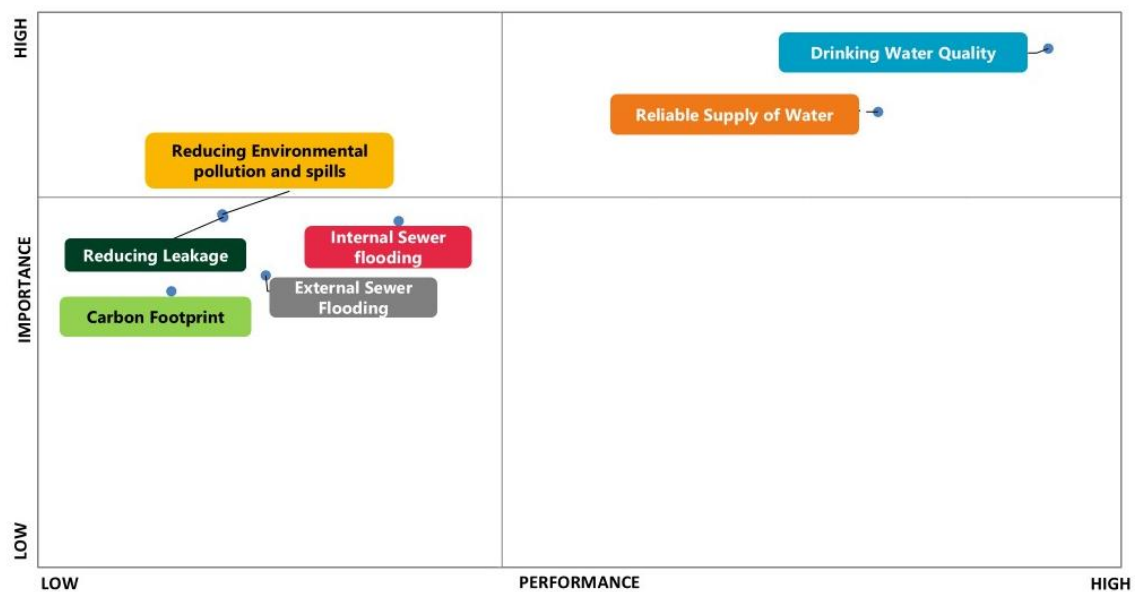 HIGH
Drinking Water Quality
Reliable Supply of Water
Reducing Environmental
pollution and spills
Internal Sewer
flooding
Reducing Leakage
External Sewer
Flooding
Carbon Footprint
IMPORTANCE
LOW
LOW
PERFORMANCE
HIGH